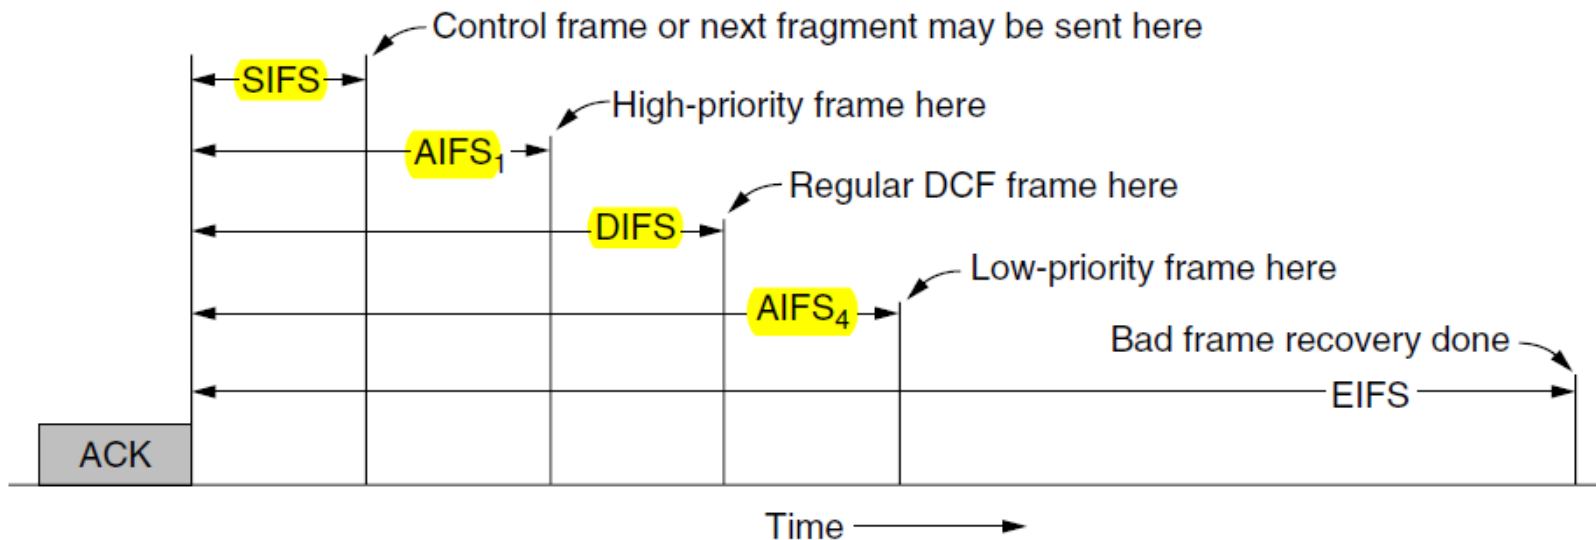 Control frame or next fragment may be sent here
SIFS
High-priority frame here
AIFS1
Regular DCF frame here
DIFS
Low-priority frame here
AIFS4
Bad frame recovery done
EIFS
ACK
Time